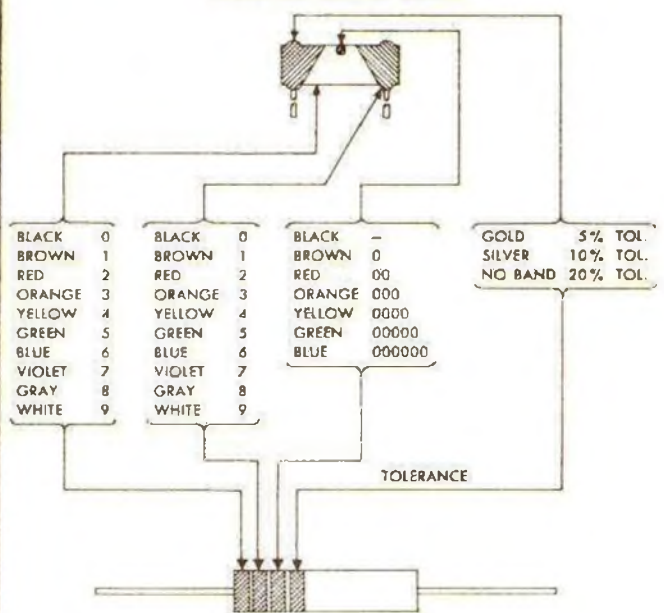 BLACK 0
BROWN 1
RED 2
ORANGE 3
YELLOW 4
GREEN 5
BLUE 6
VIOLET 7
GRAY 8
WHITE 9
BLACK 0
BROWN 1
RED 2
ORANGE 3
YELLOW 4
GREEN 5
BLUE 6
VIOLET 7
GRAY 8
WHITE 9
BLACK –
BROWN 0
RED 00
ORANGE 000
YELLOW 0000
GREEN 00000
BLUE 000000
GOLD 5% TOL.
SILVER 10% TOL.
NO BAND 20% TOL.
TOLERANCE